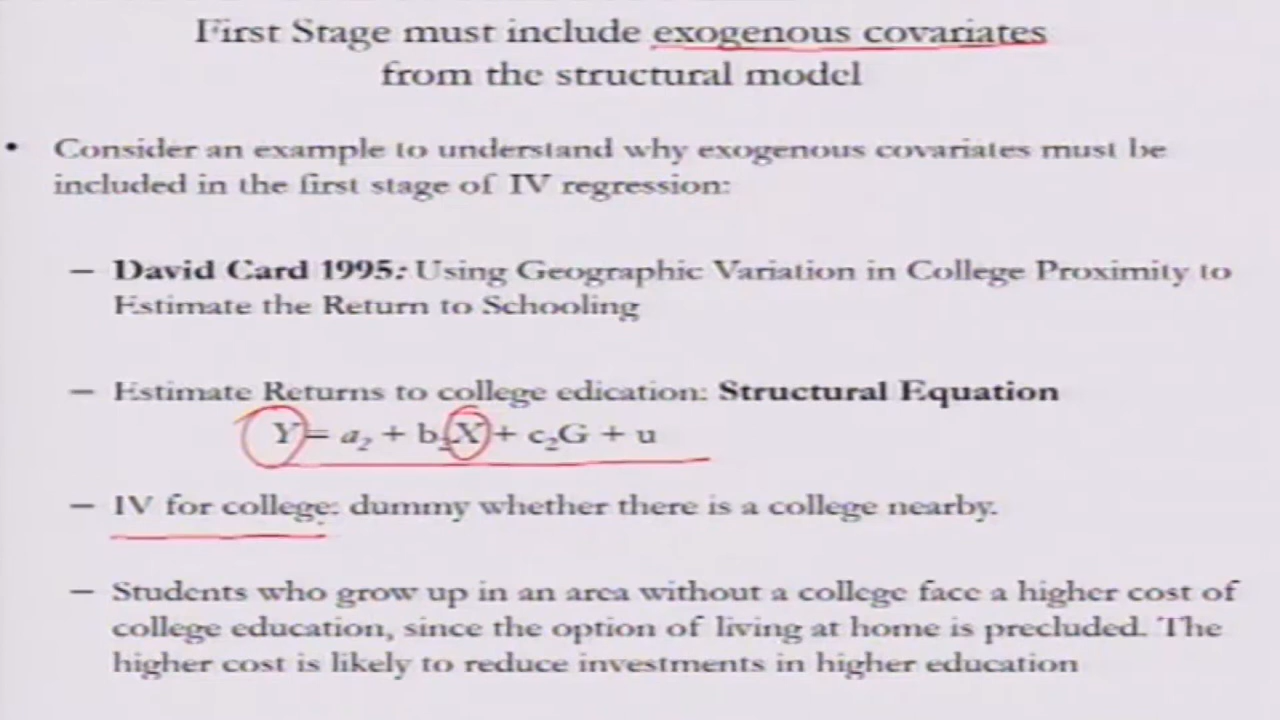 First Stage must include exogenous covariates
from the structural model
• Consider an example to understand why exogenous covariates must be
included in the first stage of IV regression:
– David Card 1995: Using Geographic Variation in College Proximity to
Estimate the Return to Schooling
– Estimate Returns to college edication: Structural Equation
Y = a₂ + b₂X + c₂G + u
– IV for college: dummy whether there is a college nearby.
– Students who grow up in an area without a college face a higher cost of
college education, since the option of living at home is precluded. The
higher cost is likely to reduce investments in higher education